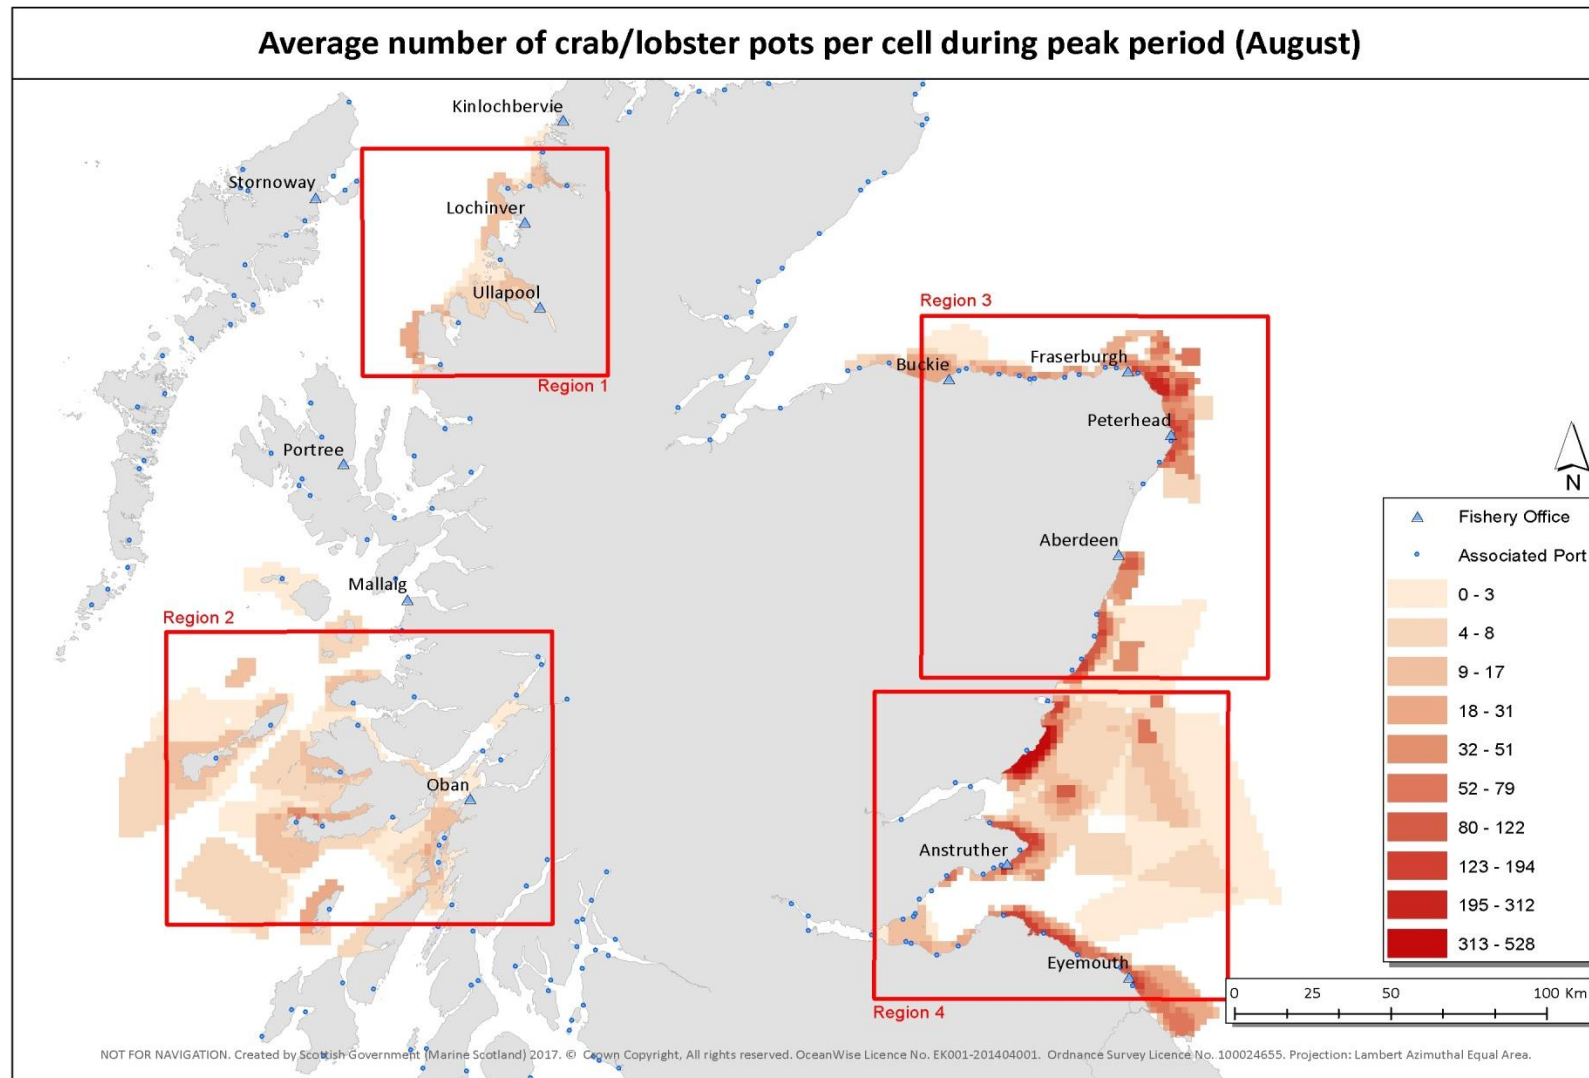 Average number of crab/lobster pots per cell during peak period (August)
Kinlochbervie
Stornoway
Lochinver
Ullapool
Region 1
Region 3
Buckie
Fraserburgh
Peterhead
Portree
N
Aberdeen
Mallaig
Region 2
Oban
Anstruther
Eyemouth
Region 4
Fishery Office
Associated Port
0 - 3
4 - 8
9 - 17
18 - 31
32 - 51
52 - 79
80 - 122
123 - 194
195 - 312
313 - 528
0 25 50 100 Km
NOT FOR NAVIGATION. Created by Scottish Government (Marine Scotland) 2017. © Crown Copyright, All rights reserved. OceanWise Licence No. EK001-201404001. Ordnance Survey Licence No. 100024655. Projection: Lambert Azimuthal Equal Area.